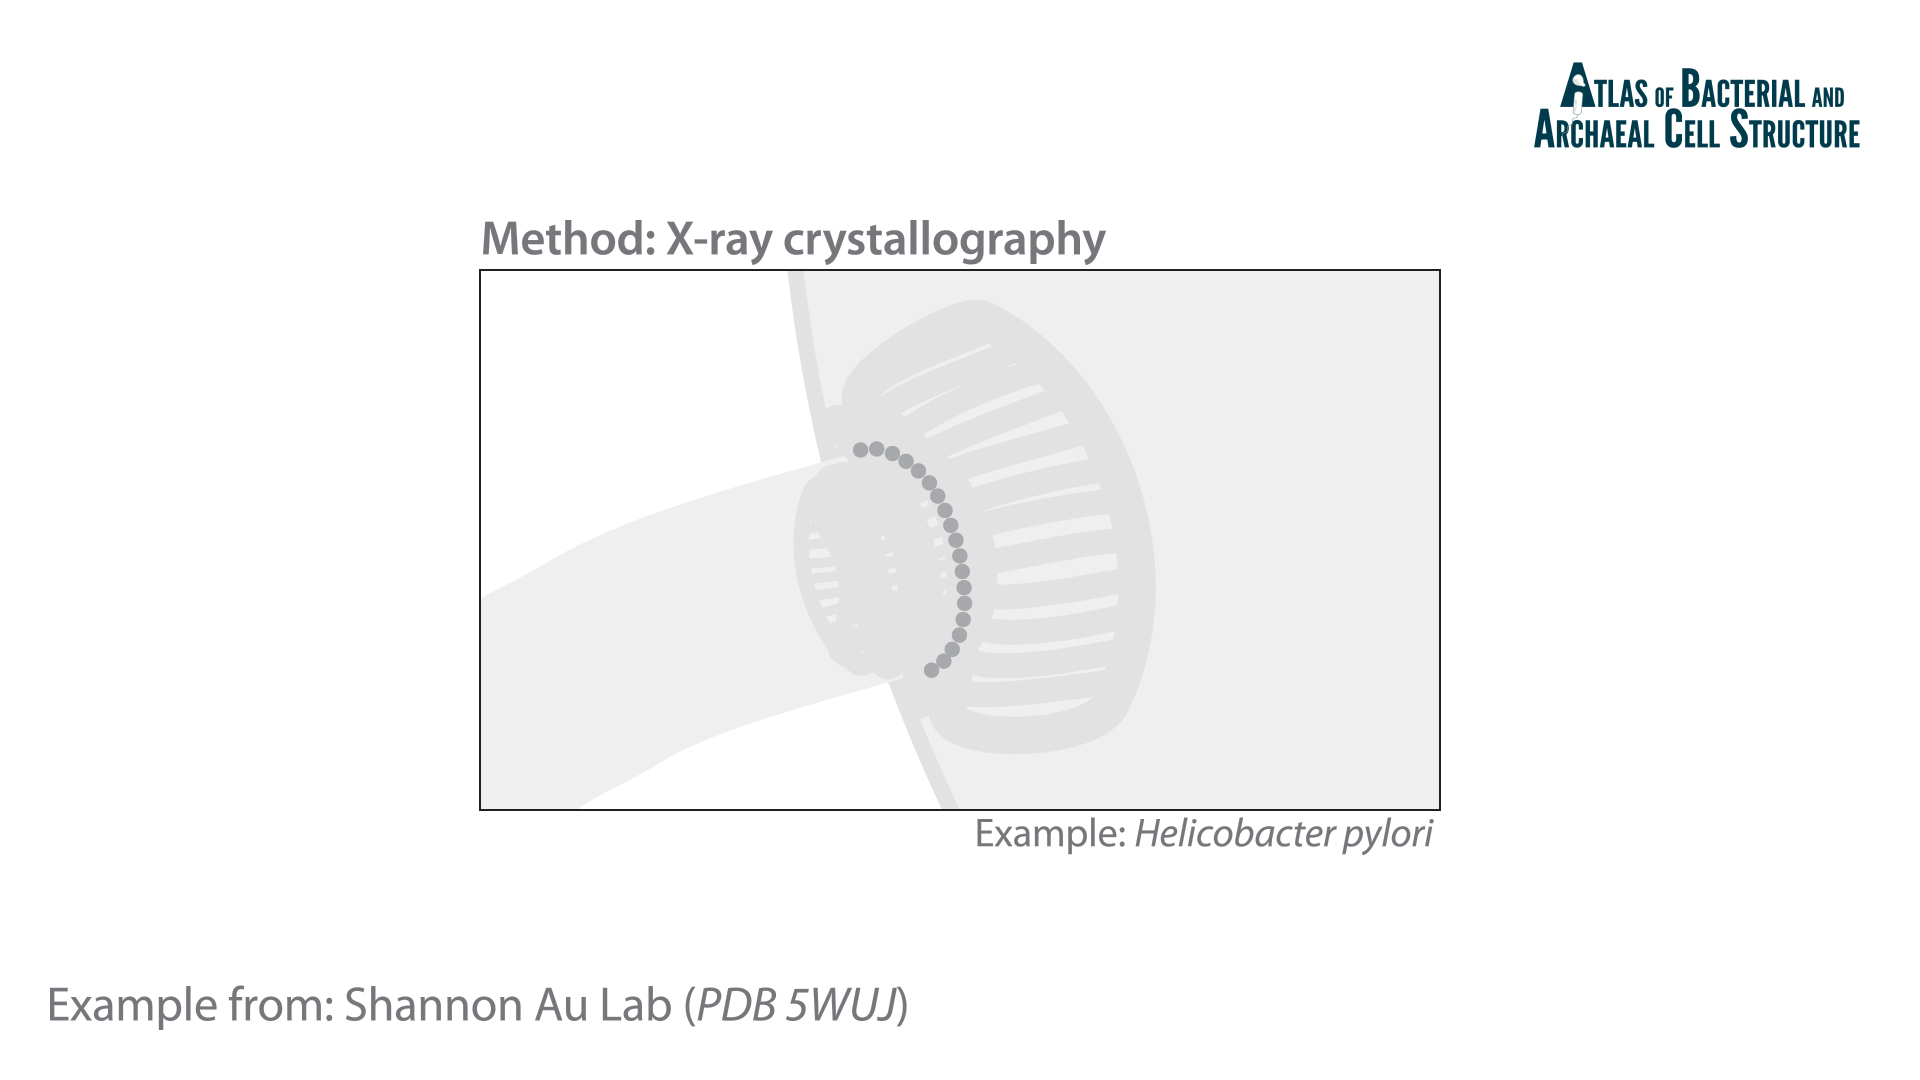 ATLAS OF BACTERIAL AND
ARCHAEAL CELL STRUCTURE
Method: X-ray crystallography
Example: Helicobacter pylori
Example from: Shannon Au Lab (PDB 5WUJ)